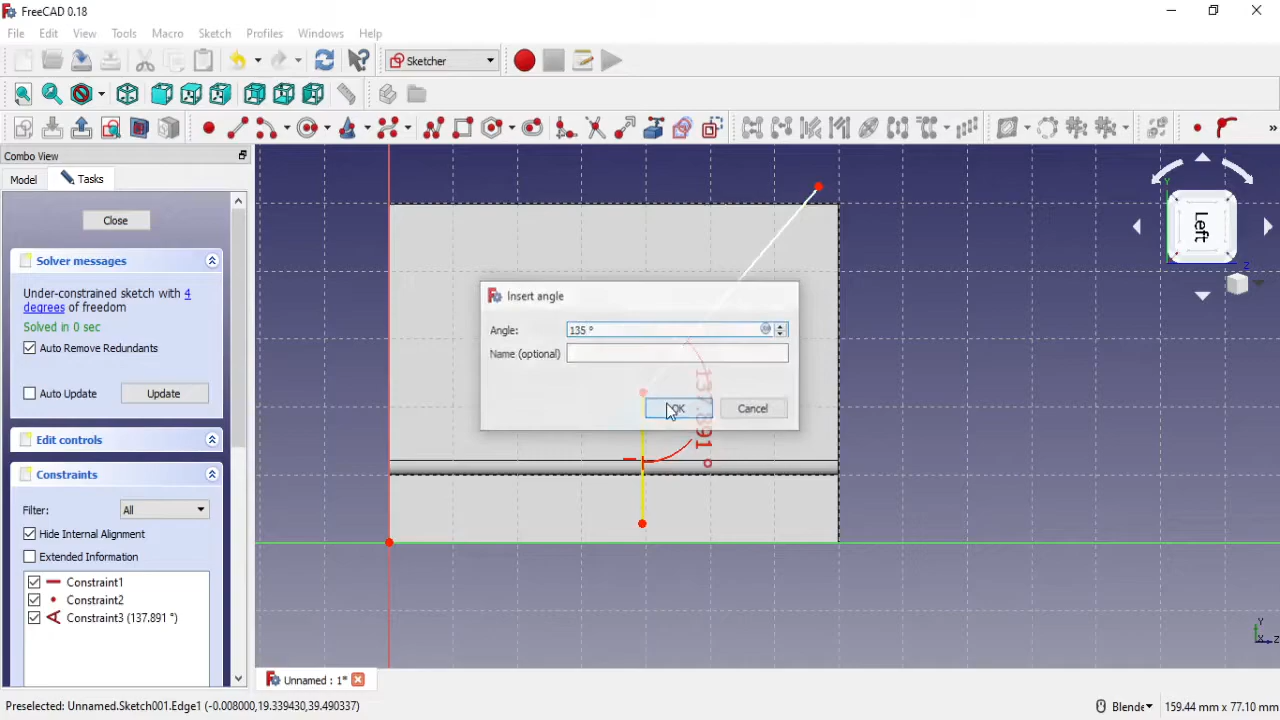 FreeCAD 0.18
File Edit View Tools Macro Sketch Profiles Windows Help
Sketcher
»
Combo View
Model Tasks
Close
Solver messages
Under-constrained sketch with 4
degrees of freedom
Solved in 0 sec
Auto Remove Redundants
Auto Update Update
Edit controls
Constraints
Filter: All
Hide Internal Alignment
Extended Information
Constraint1
Constraint2
Constraint3 (137.891 °)
Insert angle
Angle: 135 °
Name (optional)
OK Cancel
Left
Y
Z
Y
X Z
Unnamed : 1*
Preselected: Unnamed.Sketch001.Edge1 (-0.008000,19.339430,39.490337)
Blende
159.44 mm x 77.10 mm